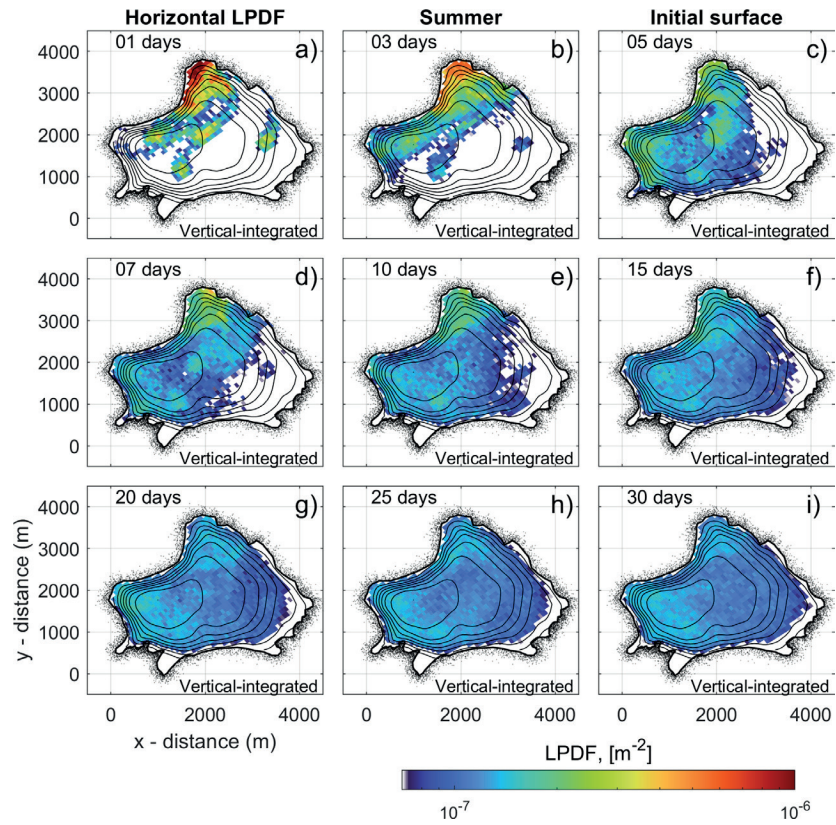 Horizontal LPDF Summer Initial surface
01 days a) 03 days b) 05 days c)
4000
3000
2000
1000
0
Vertical-integrated Vertical-integrated Vertical-integrated
07 days d) 10 days e) 15 days f)
4000
3000
2000
1000
0
Vertical-integrated Vertical-integrated Vertical-integrated
20 days g) 25 days h) 30 days i)
4000
3000
2000
1000
0
y - distance (m)
Vertical-integrated Vertical-integrated Vertical-integrated
0 2000 4000 0 2000 4000 0 2000 4000
x - distance (m)
LPDF, [m⁻²]
10⁻⁷ 10⁻⁶